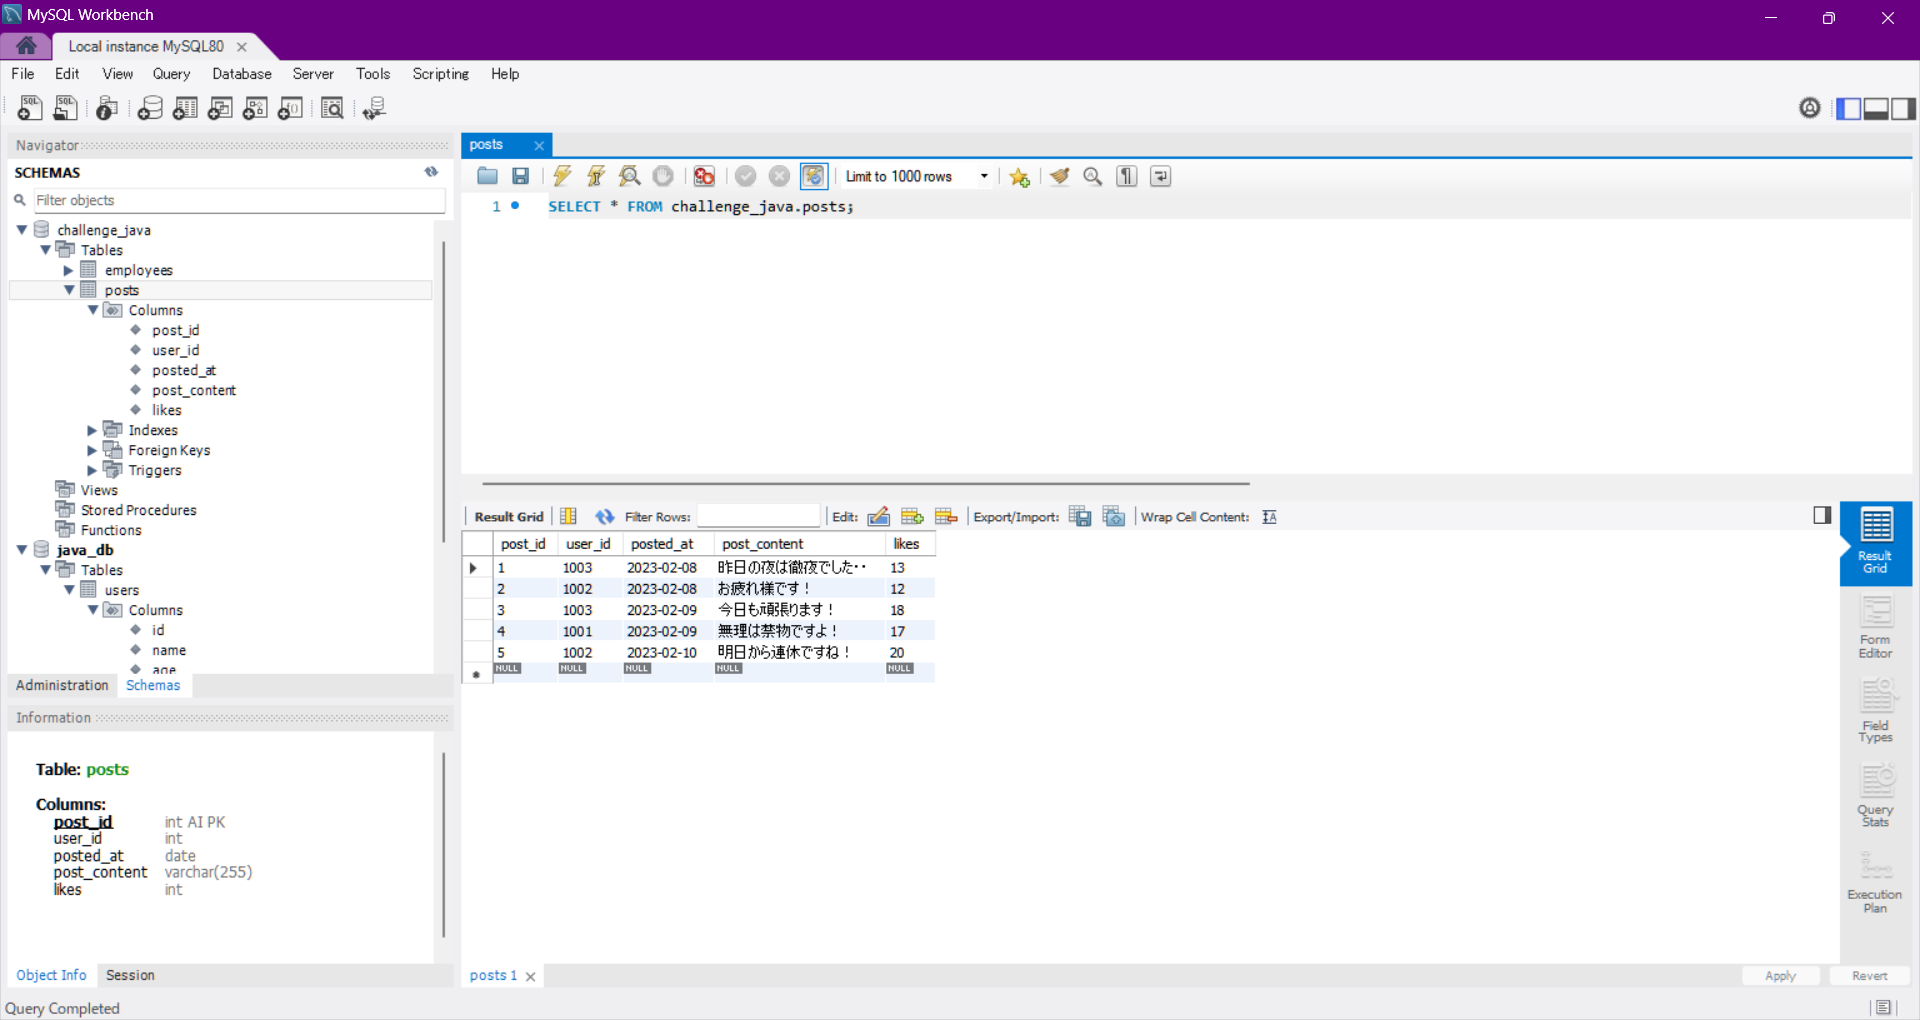 MySQL Workbench
Local instance MySQL80
File Edit View Query Database Server Tools Scripting Help
Navigator
SCHEMAS
Filter objects
challenge_java
Tables
employees
posts
Columns
post_id
user_id
posted_at
post_content
likes
Indexes
Foreign Keys
Triggers
Views
Stored Procedures
Functions
java_db
Tables
users
Columns
id
name
age
Administration Schemas
Information
Table: posts
Columns:
post_id int AI PK
user_id int
posted_at date
post_content varchar(255)
likes int
Object Info Session
posts
Limit to 1000 rows
1 SELECT * FROM challenge_java.posts;
Result Grid Filter Rows: Edit: Export/Import: Wrap Cell Content:
post_id user_id posted_at post_content likes
1 1003 2023-02-08 昨日の夜は徹夜でした・・ 13
2 1002 2023-02-08 お疲れ様です！ 12
3 1003 2023-02-09 今日も頑張ります！ 18
4 1001 2023-02-09 無理は禁物ですよ！ 17
5 1002 2023-02-10 明日から連休ですね！ 20
NULL NULL NULL NULL NULL
Result
Grid
Form
Editor
Field
Types
Query
Stats
Execution
Plan
posts 1
Apply Revert
Query Completed